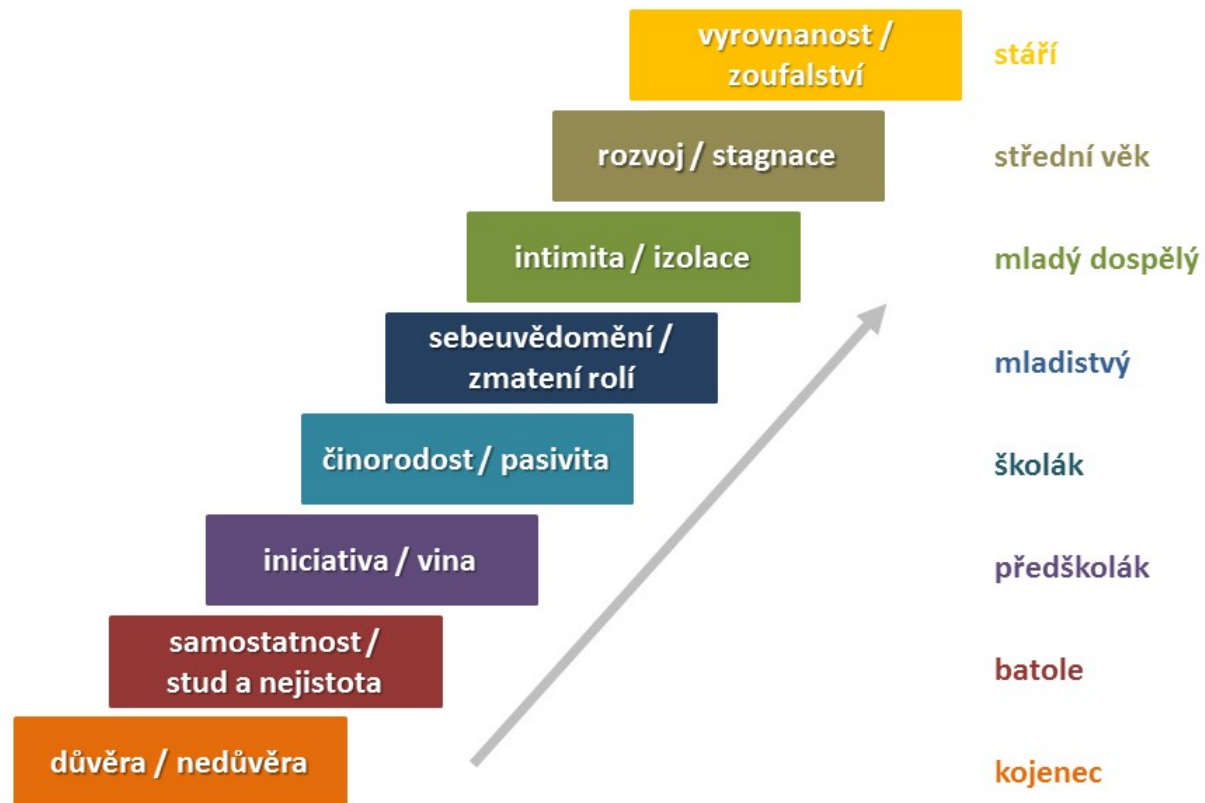 vyrovnanost /
zoufalství
stáří
rozvoj / stagnace
střední věk
intimita / izolace
mladý dospělý
sebeuvědomění /
zmatení rolí
mladistvý
činorodost / pasivita
školák
iniciativa / vina
předškolák
samostatnost /
stud a nejistota
batole
důvěra / nedůvěra
kojenec